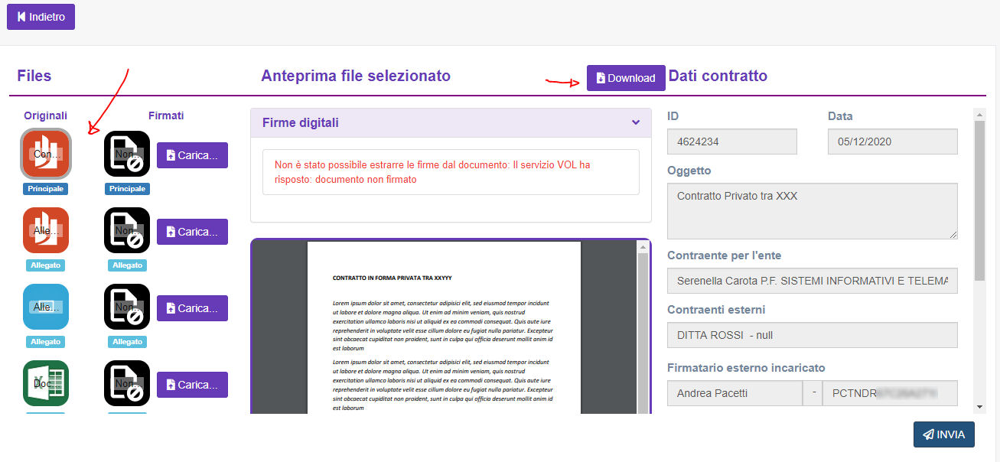 Indietro
Files
Anteprima file selezionato
Download
Dati contratto
Originali
Firmati
Con...
Non...
Carica...
Principale
Principale
Alle...
Non...
Carica...
Allegato
Allegato
Alle...
Non...
Carica...
Allegato
Allegato
Doc...
Non...
Carica...
Firme digitali
Non è stato possibile estrarre le firme dal documento: Il servizio VOL ha
risposto: documento non firmato
CONTRATTO IN FORMA PRIVATA TRA XXYYY
Lorem ipsum dolor sit amet, consectetur adipisici elit, sed eiusmod tempor incidunt
ut labore et dolore magna aliqua. Ut enim ad minim veniam, quis nostrud
exercitation ullamco laboris nisi ut aliquid ex ea commodi consequat. Quis aute iure
reprehenderit in voluptate velit esse cillum dolore eu fugiat nulla pariatur. Excepteur
sint obcaecat cupiditat non proident, sunt in culpa qui officia deserunt mollit anim id
est laborum
Lorem ipsum dolor sit amet, consectetur adipisici elit, sed eiusmod tempor incidunt
ut labore et dolore magna aliqua. Ut enim ad minim veniam, quis nostrud
exercitation ullamco laboris nisi ut aliquid ex ea commodi consequat. Quis aute iure
reprehenderit in voluptate velit esse cillum dolore eu fugiat nulla pariatur. Excepteur
sint obcaecat cupiditat non proident, sunt in culpa qui officia deserunt mollit anim id
est laborum
ID
Data
4624234
05/12/2020
Oggetto
Contratto Privato tra XXX
Contraente per l'ente
Serenella Carota P.F. SISTEMI INFORMATIVI E TELEMA
Contraenti esterni
DITTA ROSSI - null
Firmatario esterno incaricato
Andrea Pacetti
-
PCTNDR
INVIA